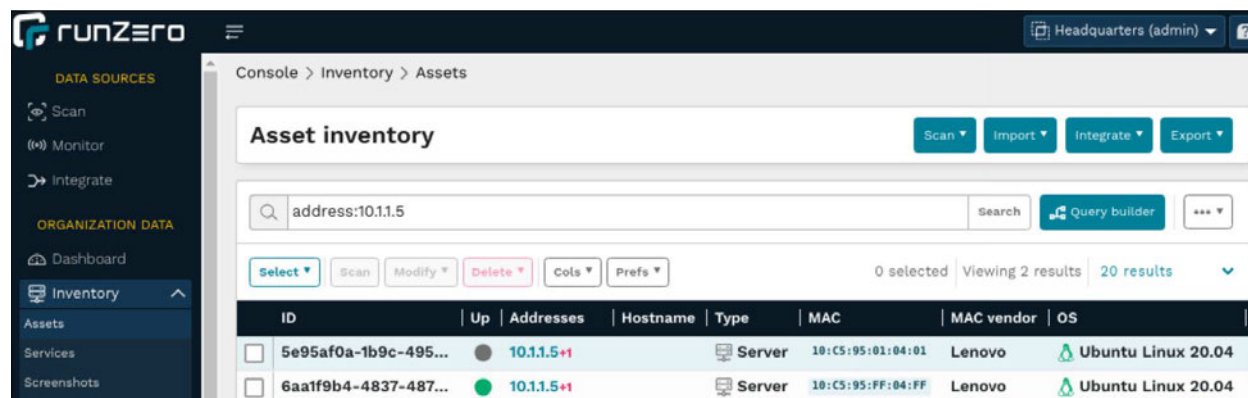 runZero
Headquarters (admin)
DATA SOURCES
Console > Inventory > Assets
Scan
Asset inventory
Scan Import Integrate Export
Monitor
Integrate
address:10.1.1.5
Search Query builder
ORGANIZATION DATA
Dashboard
Select Scan Modify Delete Cols Prefs 0 selected Viewing 2 results 20 results
Inventory
Assets
ID Up Addresses Hostname Type MAC MAC vendor OS
Services
5e95af0a-1b9c-495... 10.1.1.5+1 Server 10:C5:95:01:04:01 Lenovo Ubuntu Linux 20.04
Screenshots
6aa1f9b4-4837-487... 10.1.1.5+1 Server 10:C5:95:FF:04:FF Lenovo Ubuntu Linux 20.04